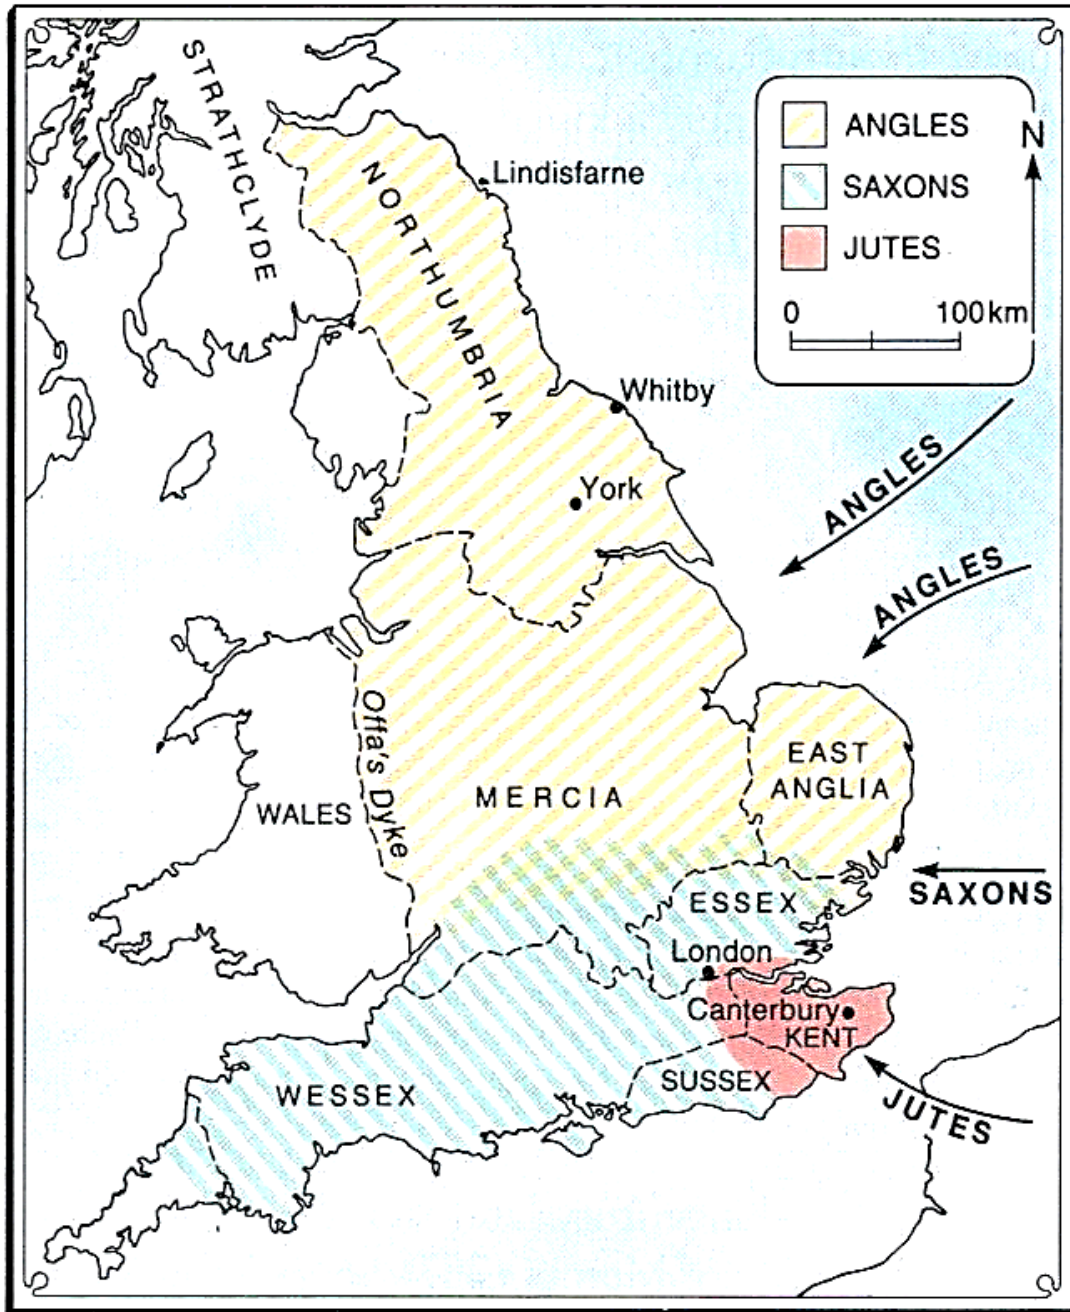 STRATHCLYDE
NORTHUMBRIA
Lindisfarne
ANGLES
SAXONS
JUTES
N
0 100km
Whitby
York
ANGLES
ANGLES
Offa's Dyke
WALES
MERCIA
EAST
ANGLIA
SAXONS
ESSEX
London
Canterbury
KENT
SUSSEX
WESSEX
JUTES